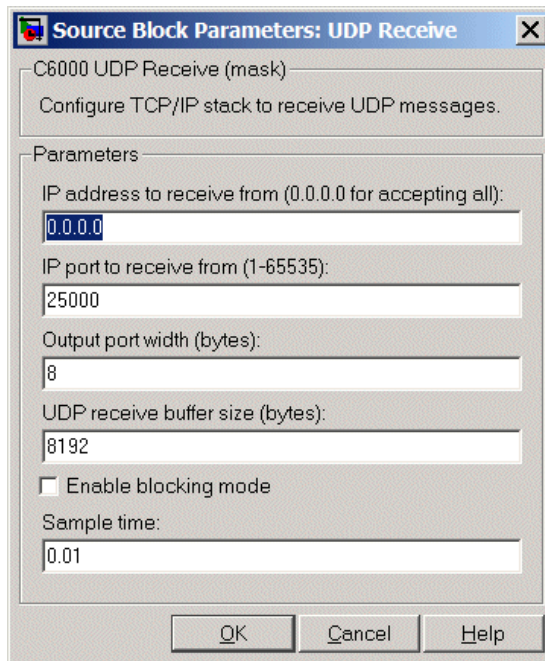 Source Block Parameters: UDP Receive
C6000 UDP Receive (mask)
Configure TCP/IP stack to receive UDP messages.
Parameters
IP address to receive from (0.0.0.0 for accepting all):
0.0.0.0
IP port to receive from (1-65535):
25000
Output port width (bytes):
8
UDP receive buffer size (bytes):
8192
Enable blocking mode
Sample time:
0.01
OK Cancel Help